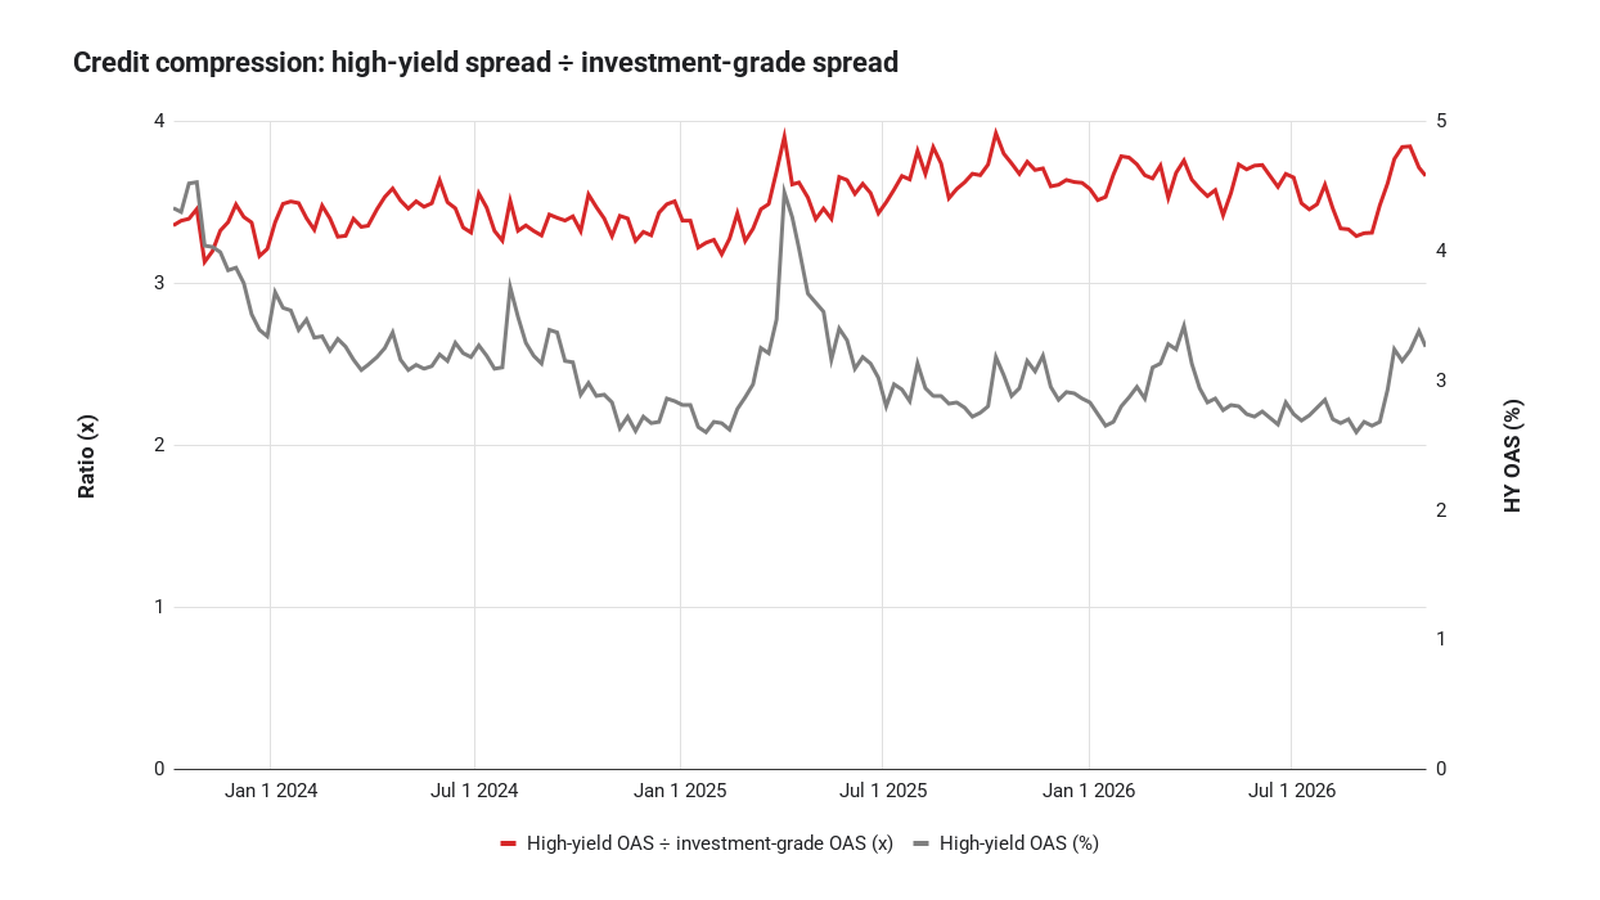 Credit compression: high-yield spread ÷ investment-grade spread
4
3
2
1
0
Ratio (x)
5
4
3
2
1
0
HY OAS (%)
Jan 1 2024
Jul 1 2024
Jan 1 2025
Jul 1 2025
Jan 1 2026
Jul 1 2026
High-yield OAS ÷ investment-grade OAS (x)
High-yield OAS (%)